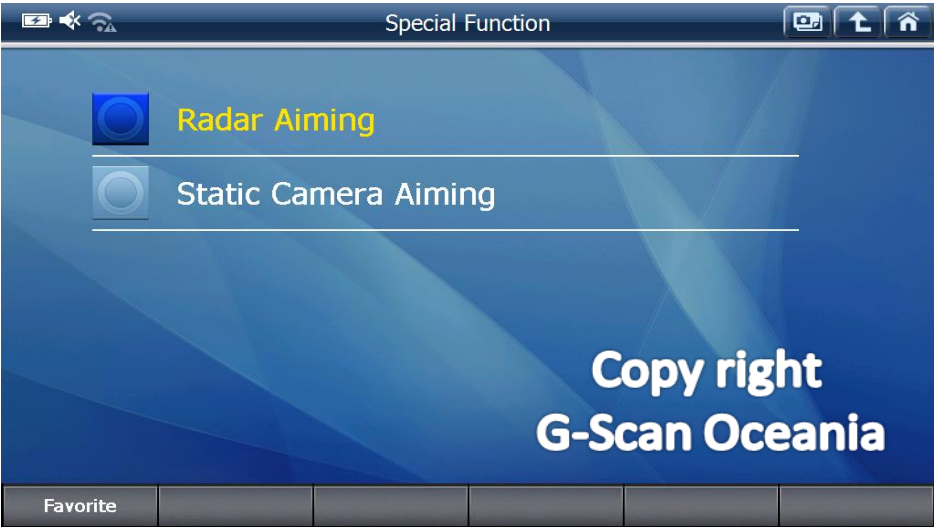 Special Function
Radar Aiming
Static Camera Aiming
Copy right
G-Scan Oceania
Favorite